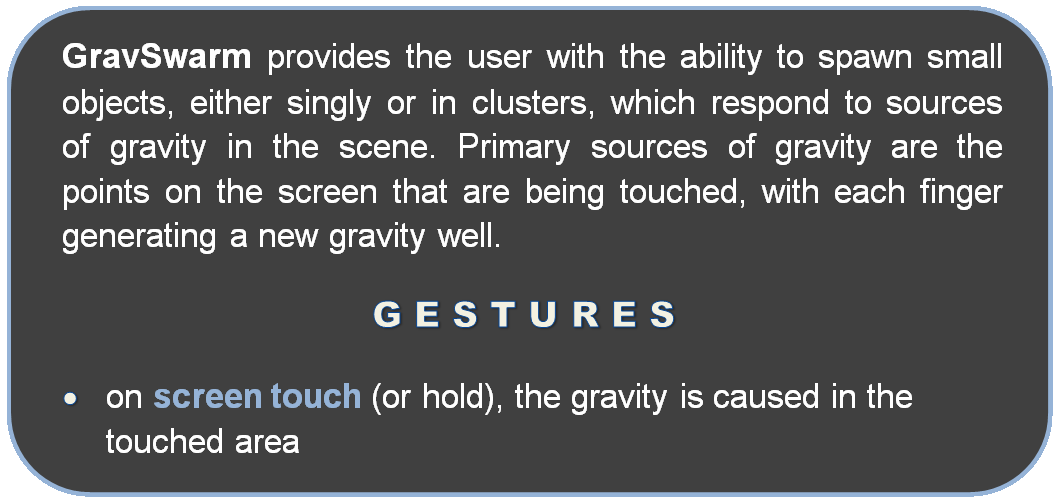 GravSwarm provides the user with the ability to spawn small
objects, either singly or in clusters, which respond to sources
of gravity in the scene. Primary sources of gravity are the
points on the screen that are being touched, with each finger
generating a new gravity well.
GESTURES
• on screen touch (or hold), the gravity is caused in the
touched area